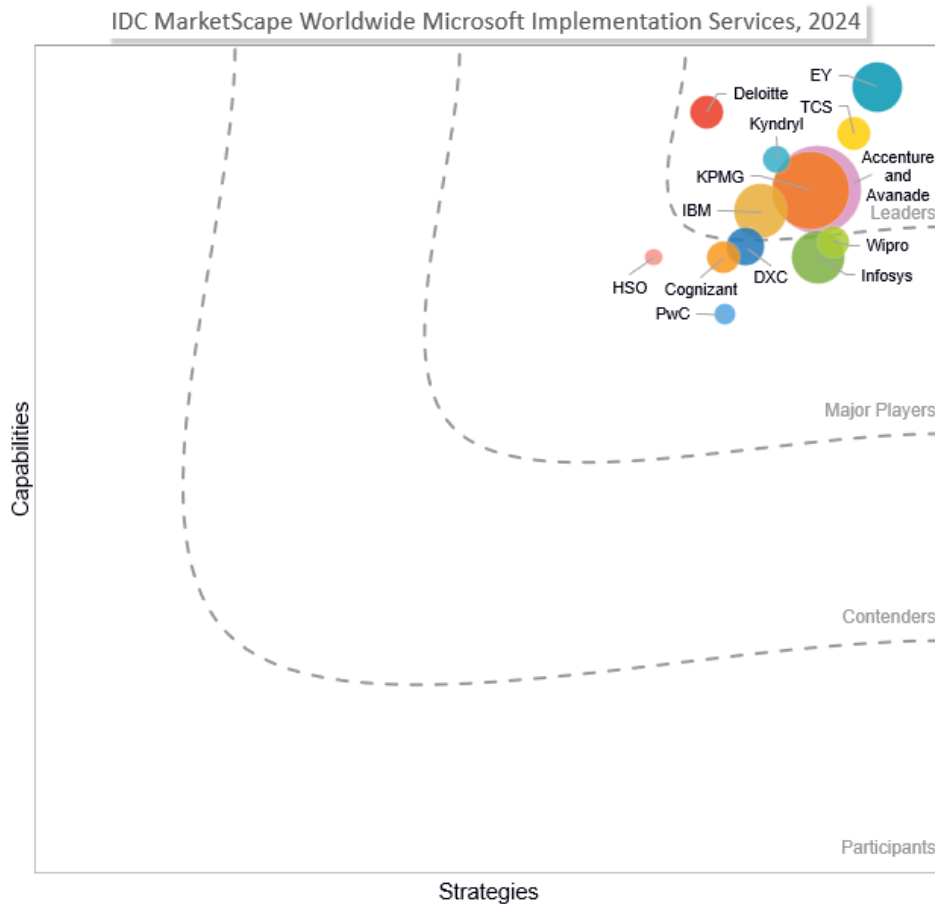 IDC MarketScape Worldwide Microsoft Implementation Services, 2024
EY
Deloitte
TCS
Kyndryl
Accenture
and
Avanade
KPMG
IBM
Leaders
Wipro
HSO
Cognizant
DXC
Infosys
PwC
Major Players
Capabilities
Contenders
Participants
Strategies